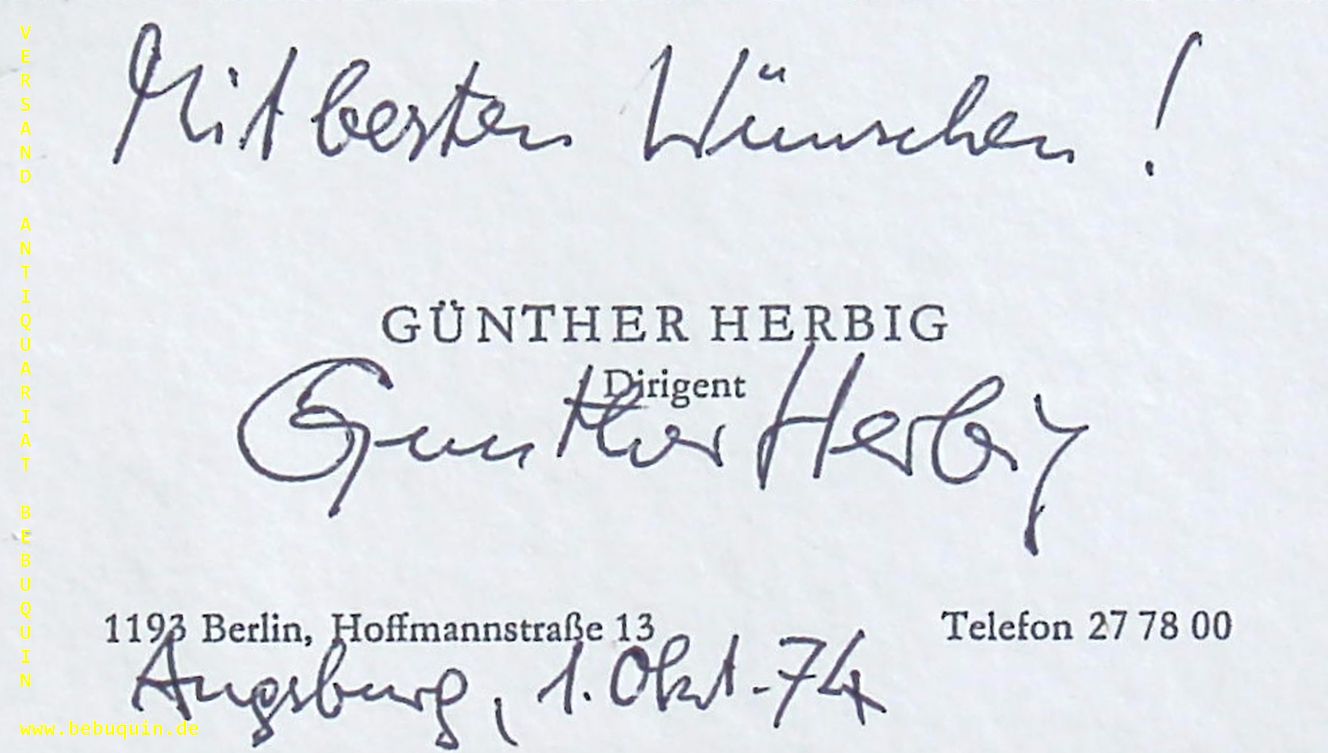 Mit besten Wünschen !
GÜNTHER HERBIG
Dirigent
Günther Herbig
1193 Berlin, Hoffmannstraße 13
Telefon 27 78 00
Augsburg, 1. Okt. -74
VERSAND ANTIQUARIAT BEBUQUIN
www.bebuquin.de